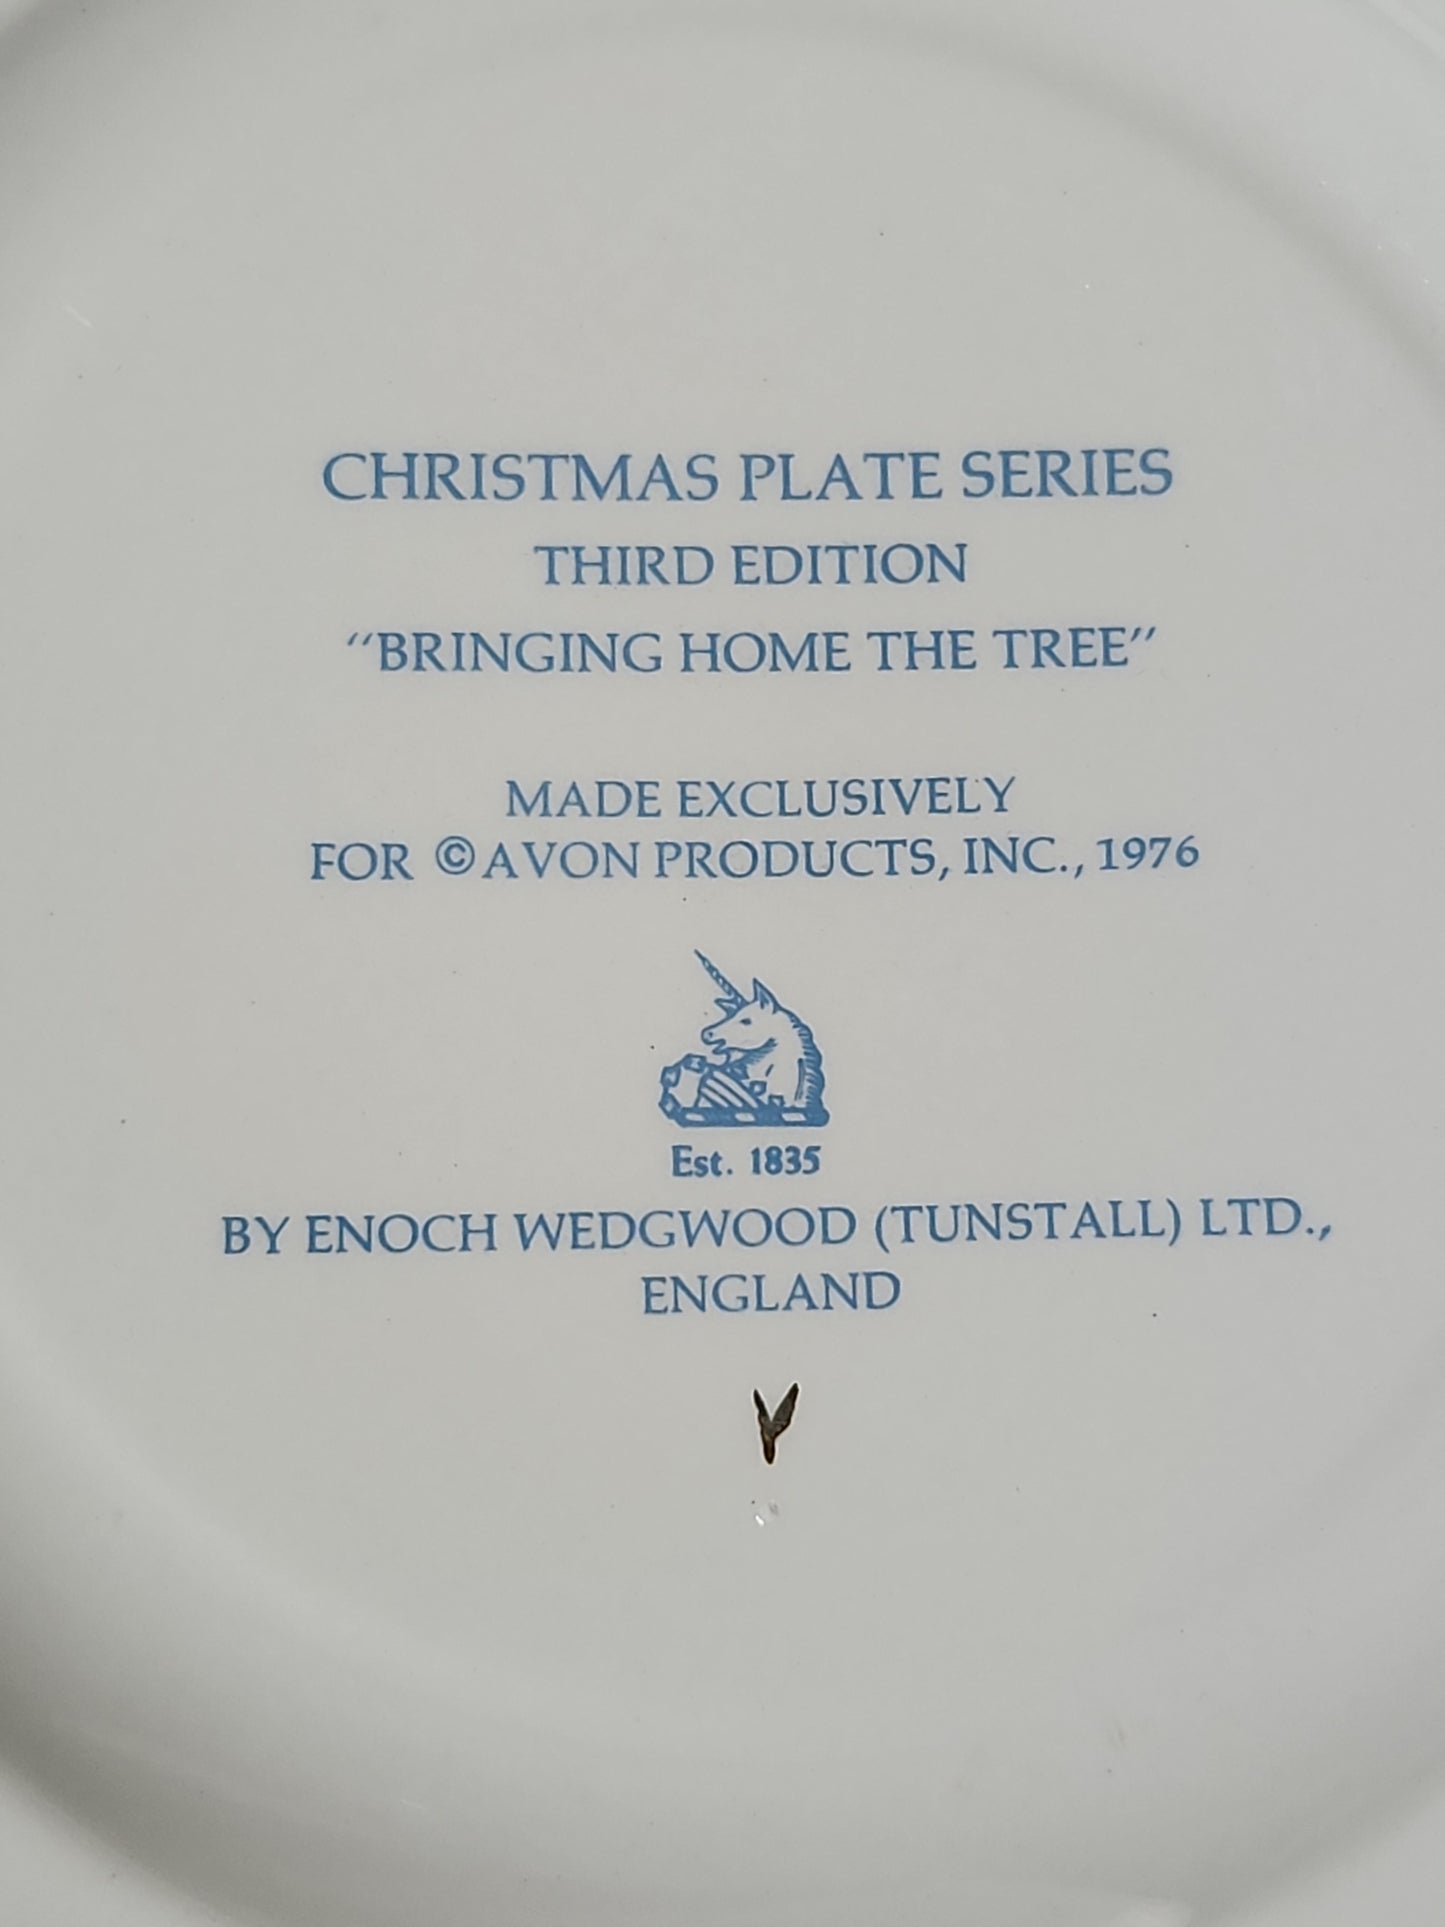 CHRISTMAS PLATE SERIES
THIRD EDITION
"BRINGING HOME THE TREE"
MADE EXCLUSIVELY
FOR ©AVON PRODUCTS, INC., 1976
Est. 1835
BY ENOCH WEDGWOOD (TUNSTALL) LTD.,
ENGLAND